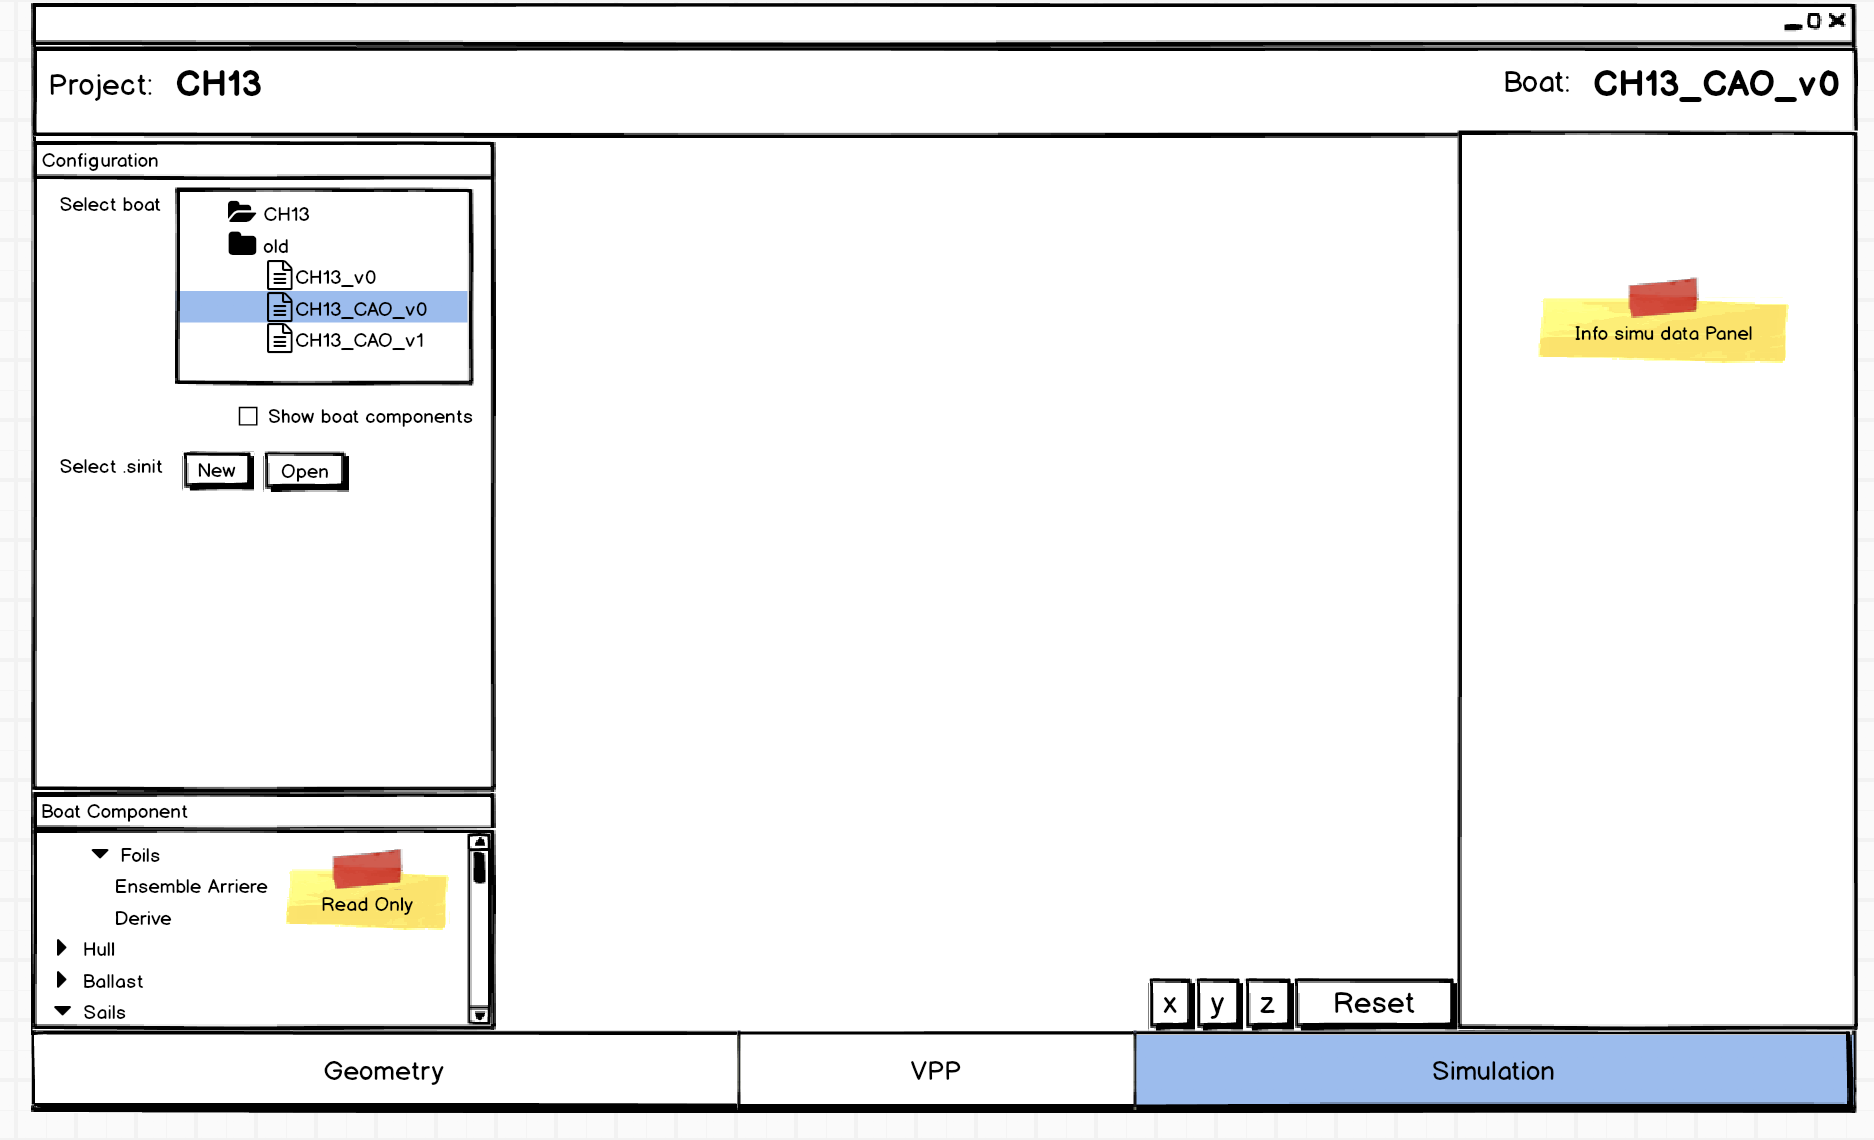 Project: CH13
Boat: CH13_CAO_v0
Configuration
Select boat
CH13
old
CH13_v0
CH13_CAO_v0
CH13_CAO_v1
Show boat components
Select .sinit New Open
Info simu data Panel
Boat Component
Foils
Ensemble Arriere
Derive
Read Only
Hull
Ballast
Sails
x y z Reset
Geometry VPP Simulation